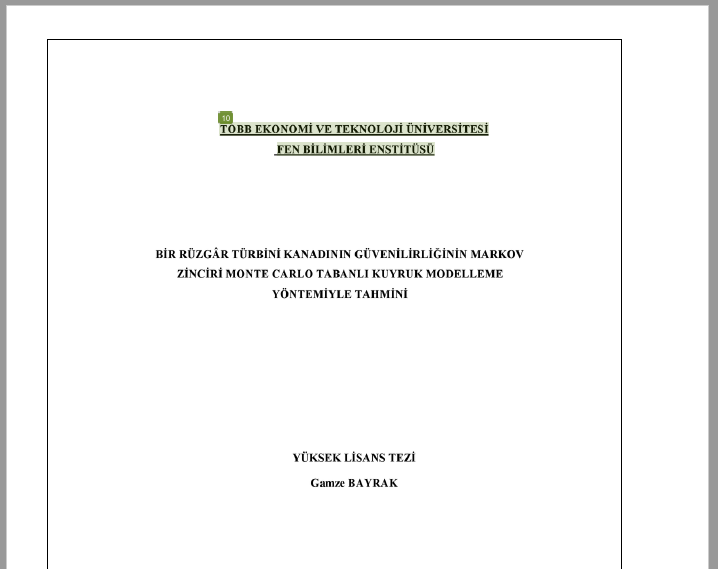 10
TOBB EKONOMİ VE TEKNOLOJİ ÜNİVERSİTESİ
FEN BİLİMLERİ ENSTİTÜSÜ
BİR RÜZGÂR TÜRBİNİ KANADININ GÜVENİLİRLİĞİNİN MARKOV
ZİNCİRİ MONTE CARLO TABANLI KUYRUK MODELLEME
YÖNTEMİYLE TAHMİNİ
YÜKSEK LİSANS TEZİ
Gamze BAYRAK